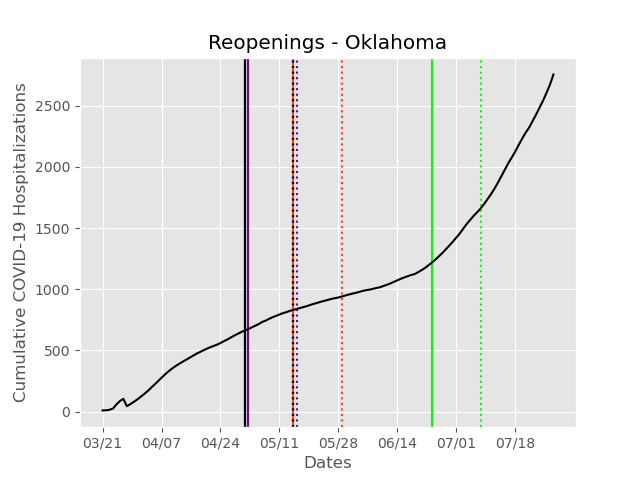 Reopenings - Oklahoma
Cumulative COVID-19 Hospitalizations
2500
2000
1500
1000
500
0
03/21 04/07 04/24 05/11 05/28 06/14 07/01 07/18
Dates